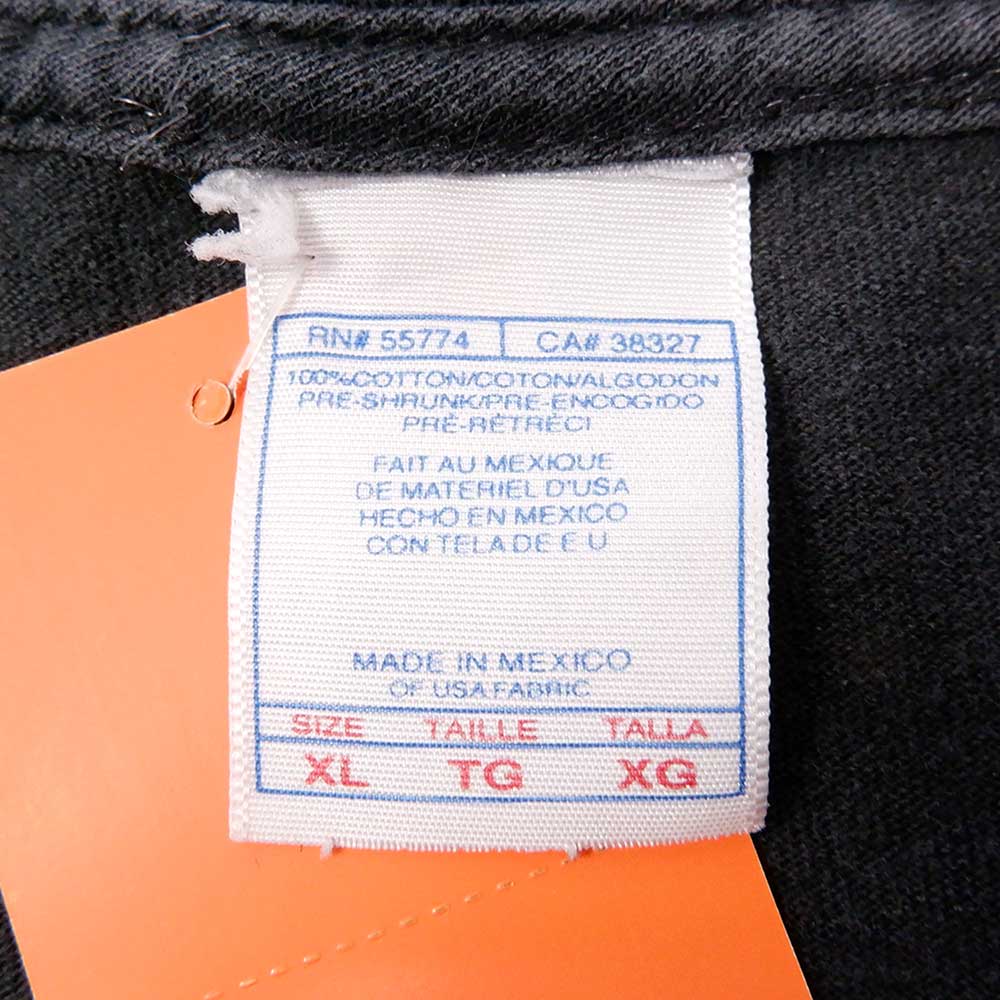 RN# 55774 CA# 38327
100%COTTON/COTON/ALGODON
PRE-SHRUNK/PRE-ENCOGIDO
PRÉ-RÉTRÉCI
FAIT AU MEXIQUE
DE MATERIEL D'USA
HECHO EN MEXICO
CON TELA DE E U
MADE IN MEXICO
OF USA FABRIC
SIZE TAILLE TALLA
XL TG XG